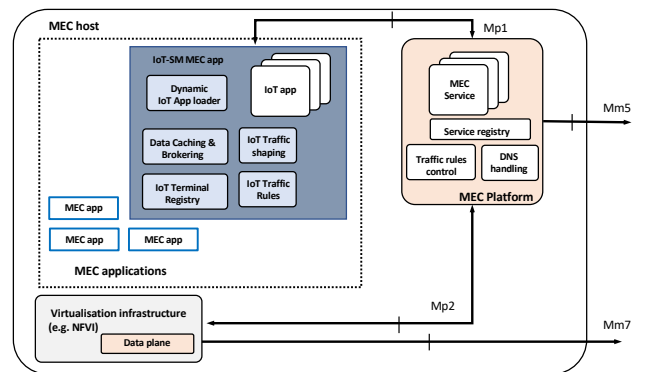 MEC host
Mp1
IoT-SM MEC app
Dynamic
IoT App loader
IoT app
Data Caching &
Brokering
IoT Traffic
shaping
IoT Terminal
Registry
IoT Traffic
Rules
MEC app
MEC app
MEC app
MEC applications
MEC
Service
Service registry
Traffic rules
control
DNS
handling
MEC Platform
Mm5
Mp2
Virtualisation infrastructure
(e.g. NFVI)
Data plane
Mm7